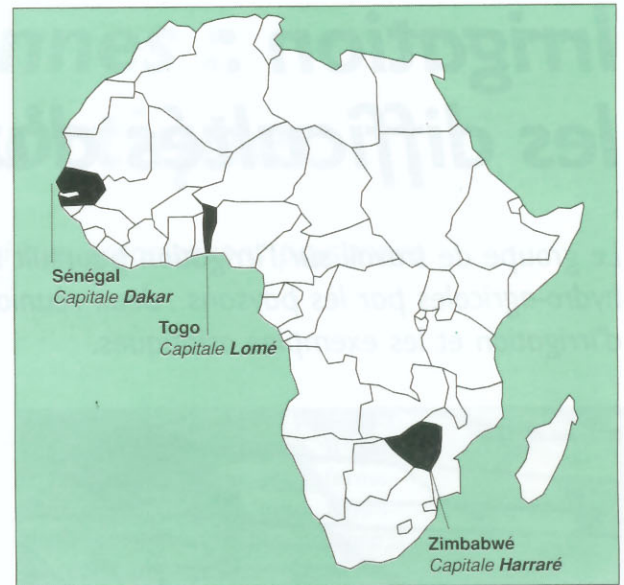 Sénégal
Capitale Dakar
Togo
Capitale Lomé
Zimbabwé
Capitale Harraré